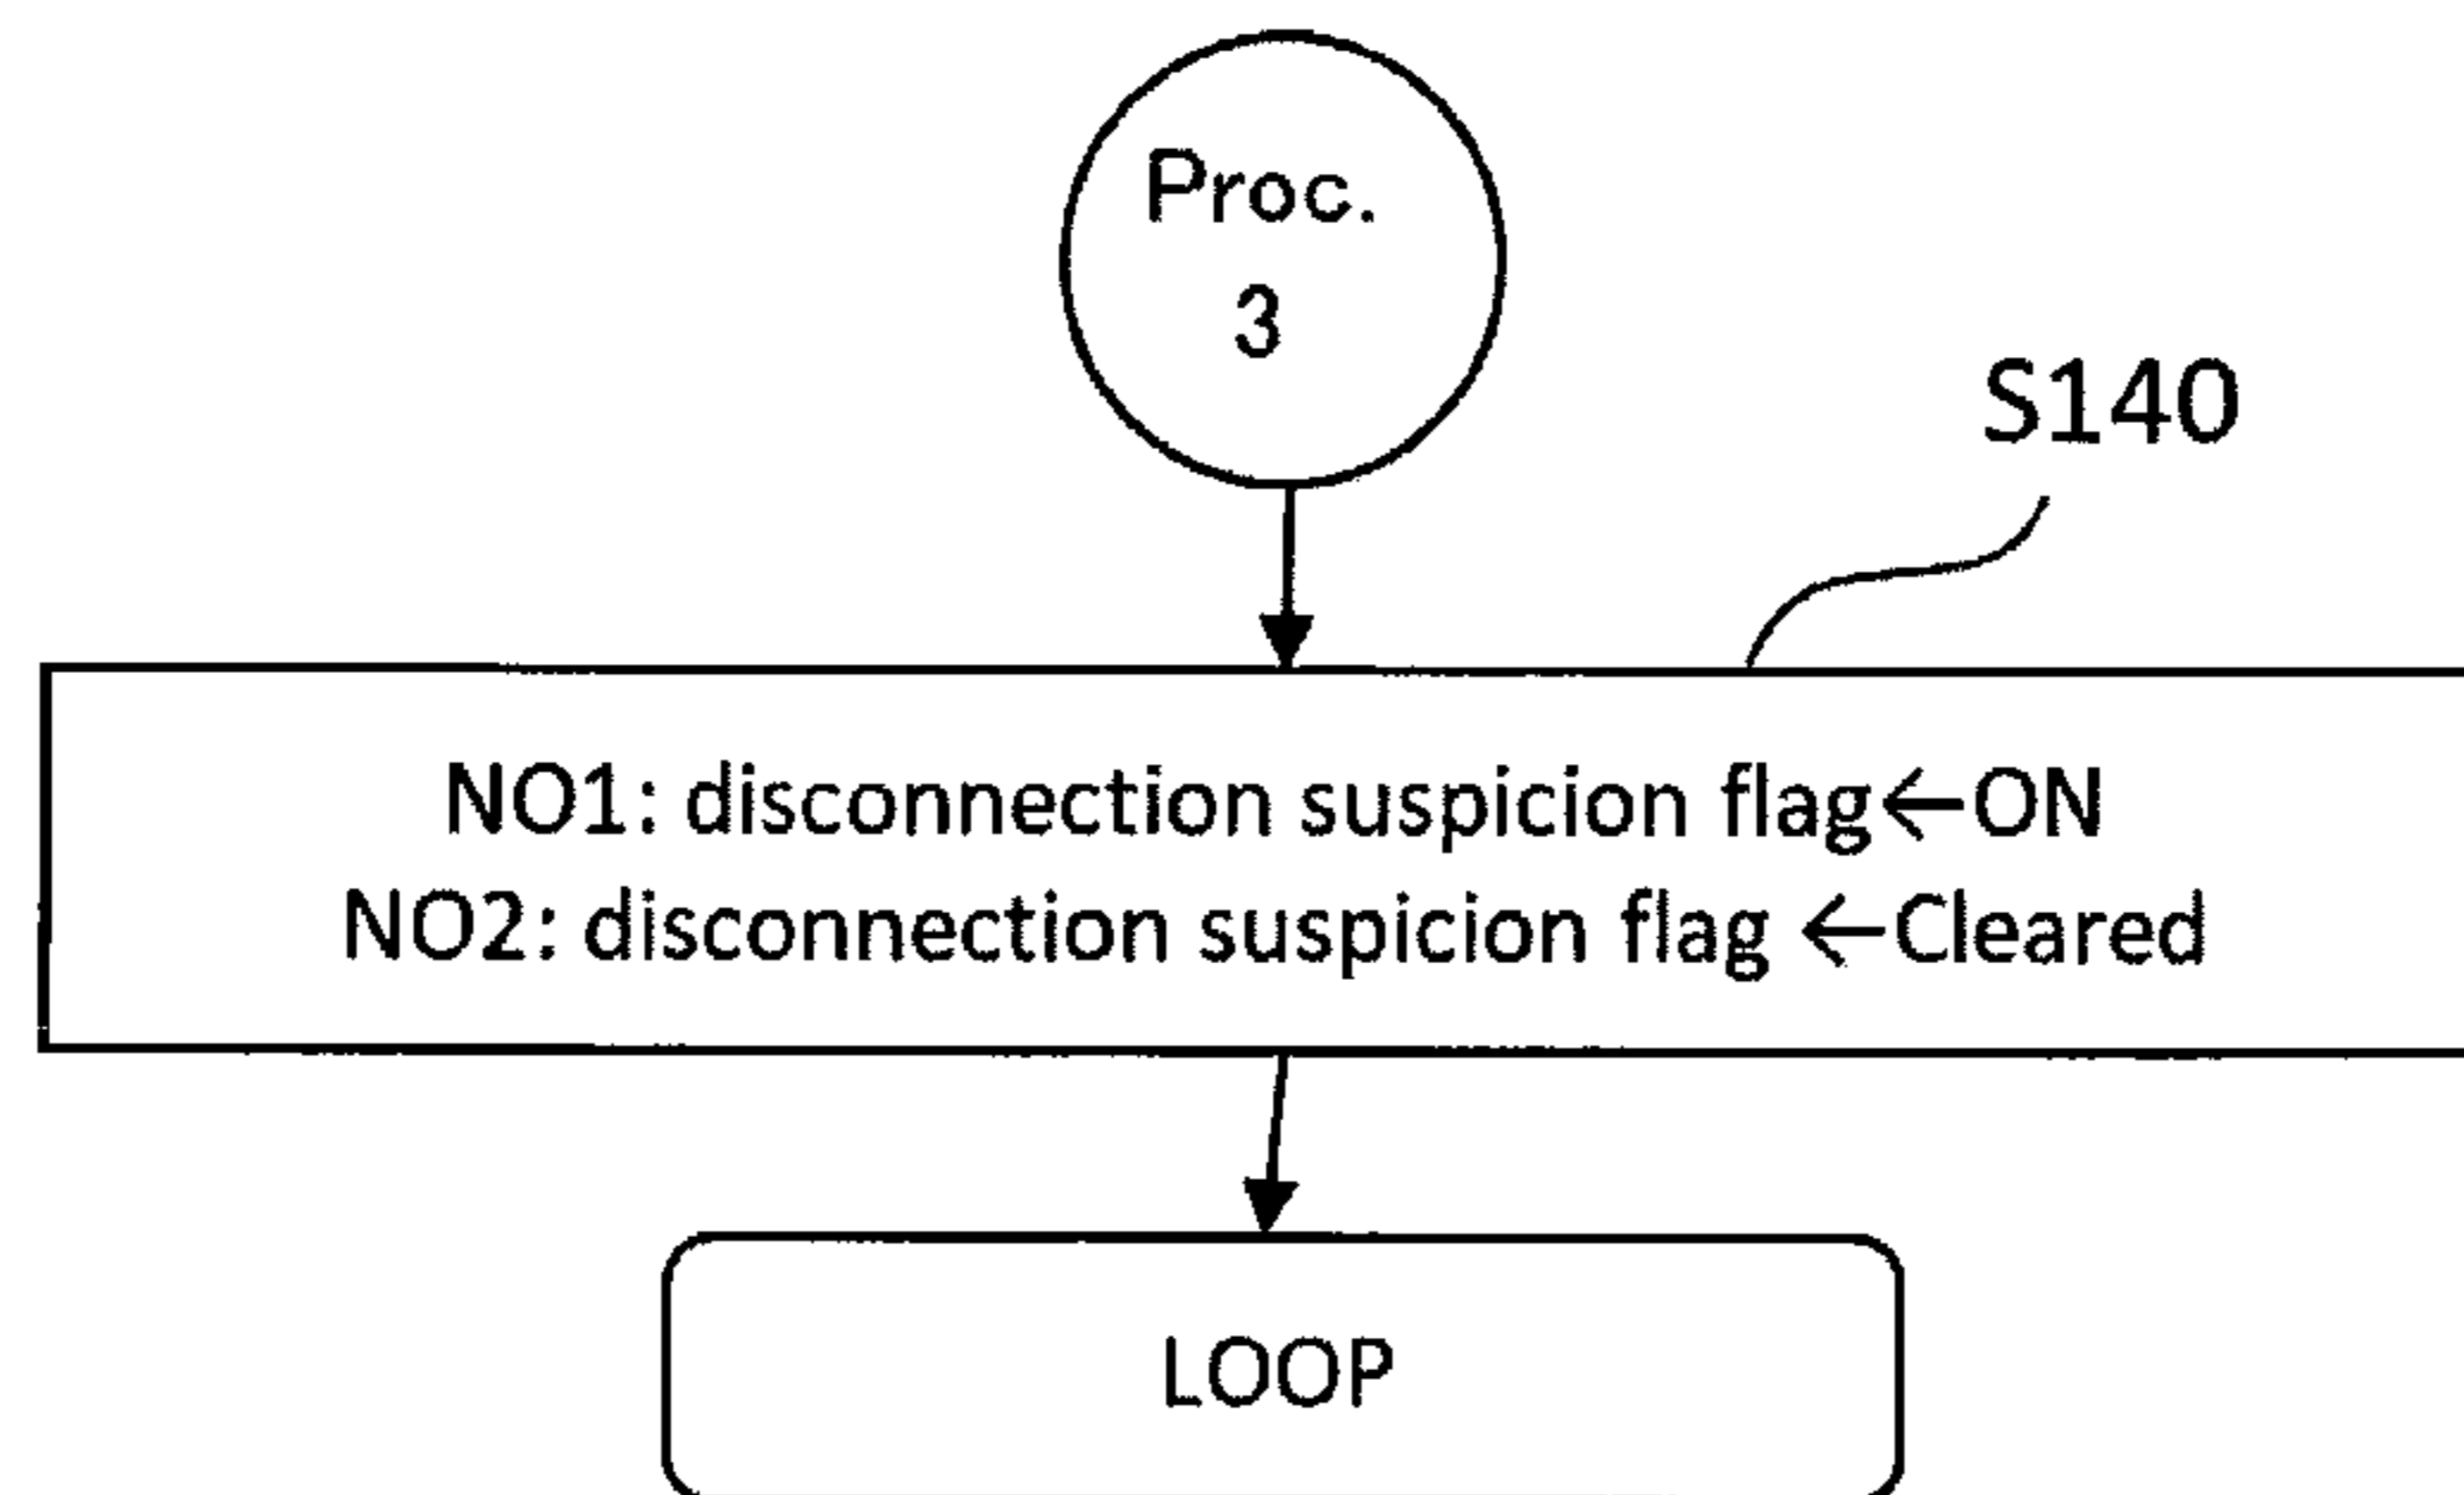 Proc.
3
S140
NO1: disconnection suspicion flag←ON
NO2: disconnection suspicion flag ←Cleared
LOOP